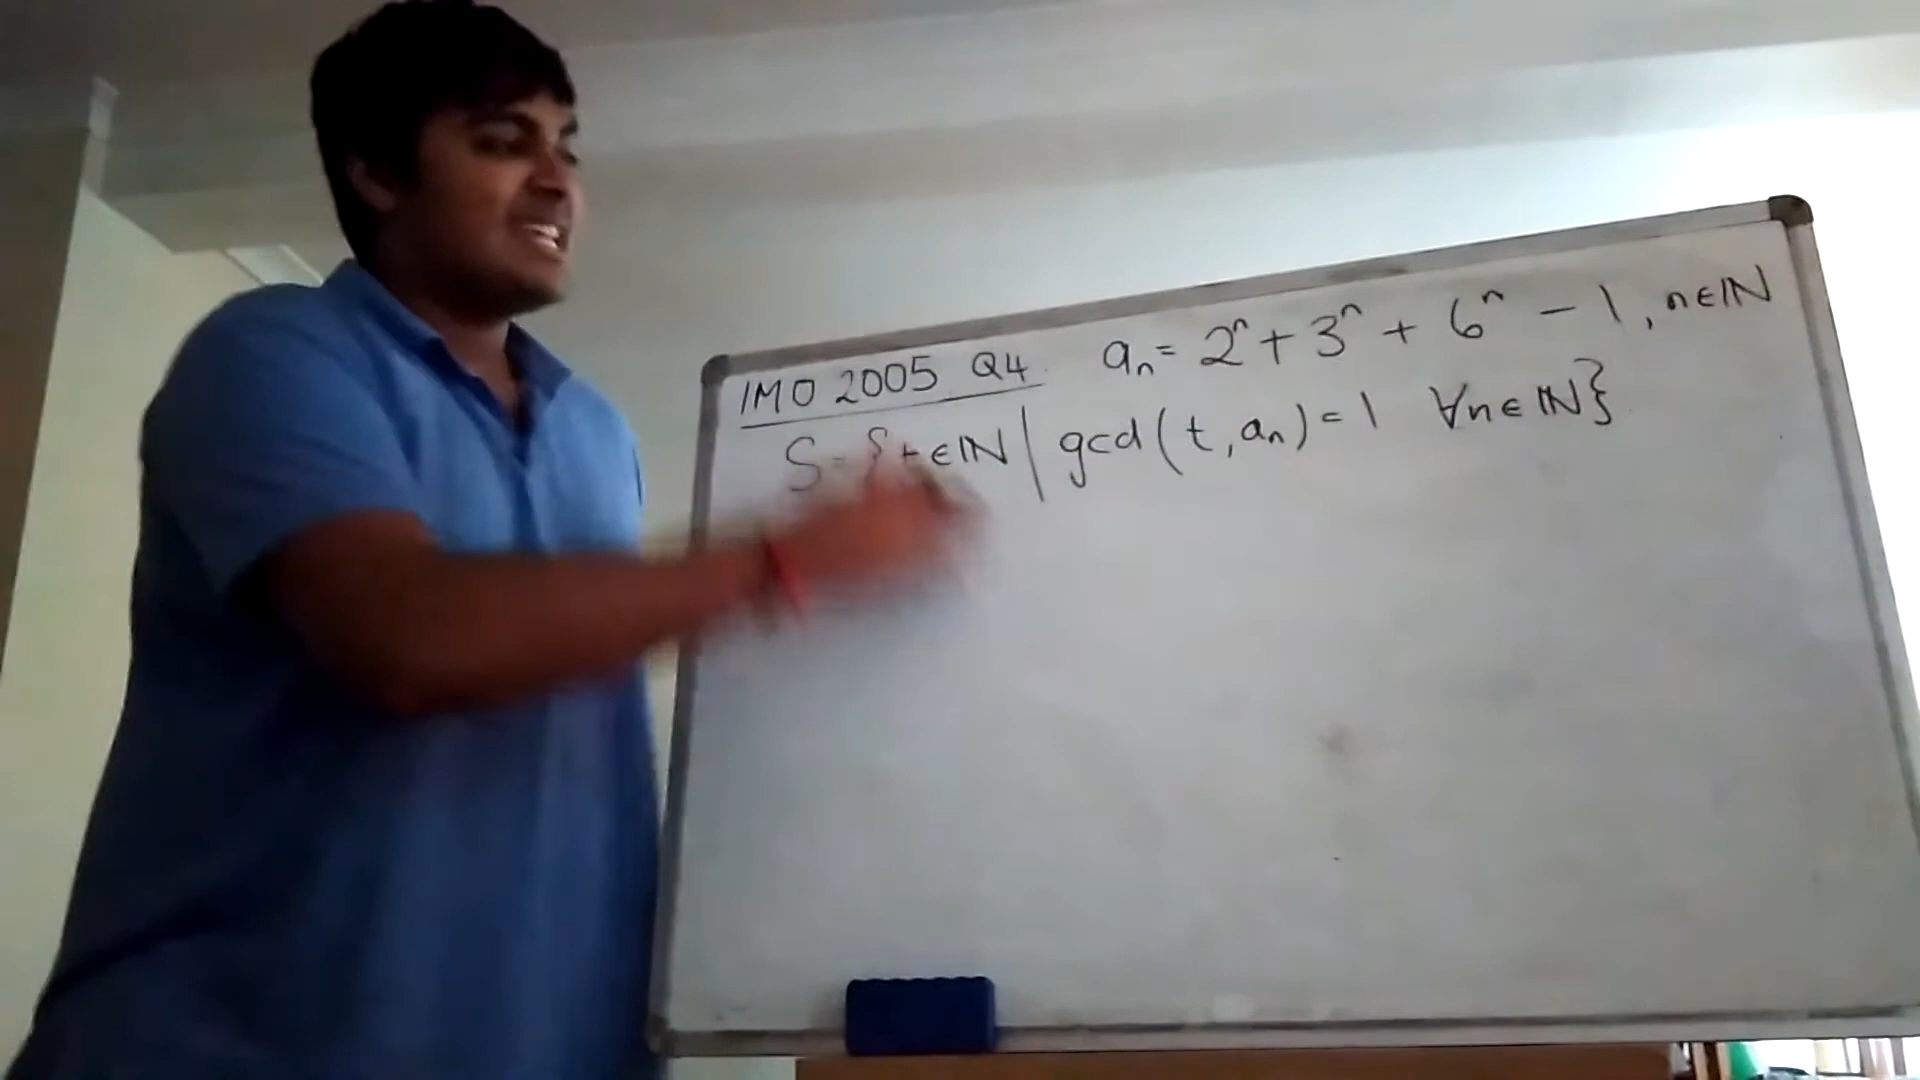 IMO 2005 Q4. aₙ = 2ⁿ + 3ⁿ + 6ⁿ - 1, n∈ℕ
S = {t∈ℕ | gcd(t, aₙ) = 1 ∀n∈ℕ}